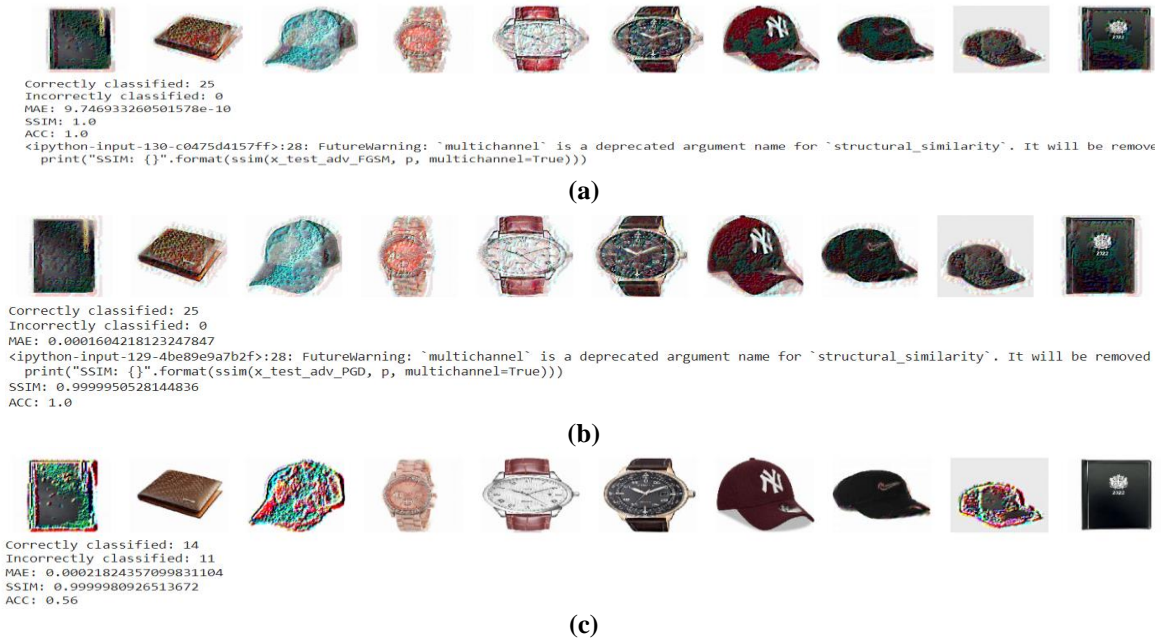 Correctly classified: 25
Incorrectly classified: 0
MAE: 9.746933260501578e-10
SSIM: 1.0
ACC: 1.0
<ipython-input-130-c0475d4157ff>:28: FutureWarning: `multichannel` is a deprecated argument name for `structural_similarity`. It will be remove
print("SSIM: {}".format(ssim(x_test_adv_FGSM, p, multichannel=True)))
(a)
Correctly classified: 25
Incorrectly classified: 0
MAE: 0.0001604218123247847
<ipython-input-129-4be89e9a7b2f>:28: FutureWarning: `multichannel` is a deprecated argument name for `structural_similarity`. It will be removed
print("SSIM: {}".format(ssim(x_test_adv_PGD, p, multichannel=True)))
SSIM: 0.9999950528144836
ACC: 1.0
(b)
Correctly classified: 14
Incorrectly classified: 11
MAE: 0.00021824357099831104
SSIM: 0.9999980926513672
ACC: 0.56
(c)